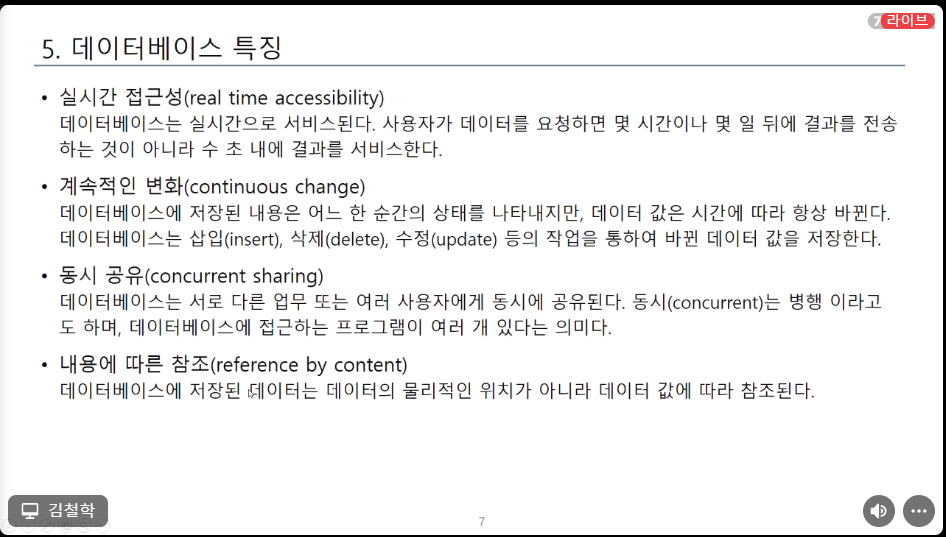 7 라이브
5. 데이터베이스 특징
• 실시간 접근성(real time accessibility)
데이터베이스는 실시간으로 서비스된다. 사용자가 데이터를 요청하면 몇 시간이나 몇 일 뒤에 결과를 전송
하는 것이 아니라 수 초 내에 결과를 서비스한다.
• 계속적인 변화(continuous change)
데이터베이스에 저장된 내용은 어느 한 순간의 상태를 나타내지만, 데이터 값은 시간에 따라 항상 바뀐다.
데이터베이스는 삽입(insert), 삭제(delete), 수정(update) 등의 작업을 통하여 바뀐 데이터 값을 저장한다.
• 동시 공유(concurrent sharing)
데이터베이스는 서로 다른 업무 또는 여러 사용자에게 동시에 공유된다. 동시(concurrent)는 병행 이라고
도 하며, 데이터베이스에 접근하는 프로그램이 여러 개 있다는 의미다.
• 내용에 따른 참조(reference by content)
데이터베이스에 저장된 데이터는 데이터의 물리적인 위치가 아니라 데이터 값에 따라 참조된다.
김철학
7